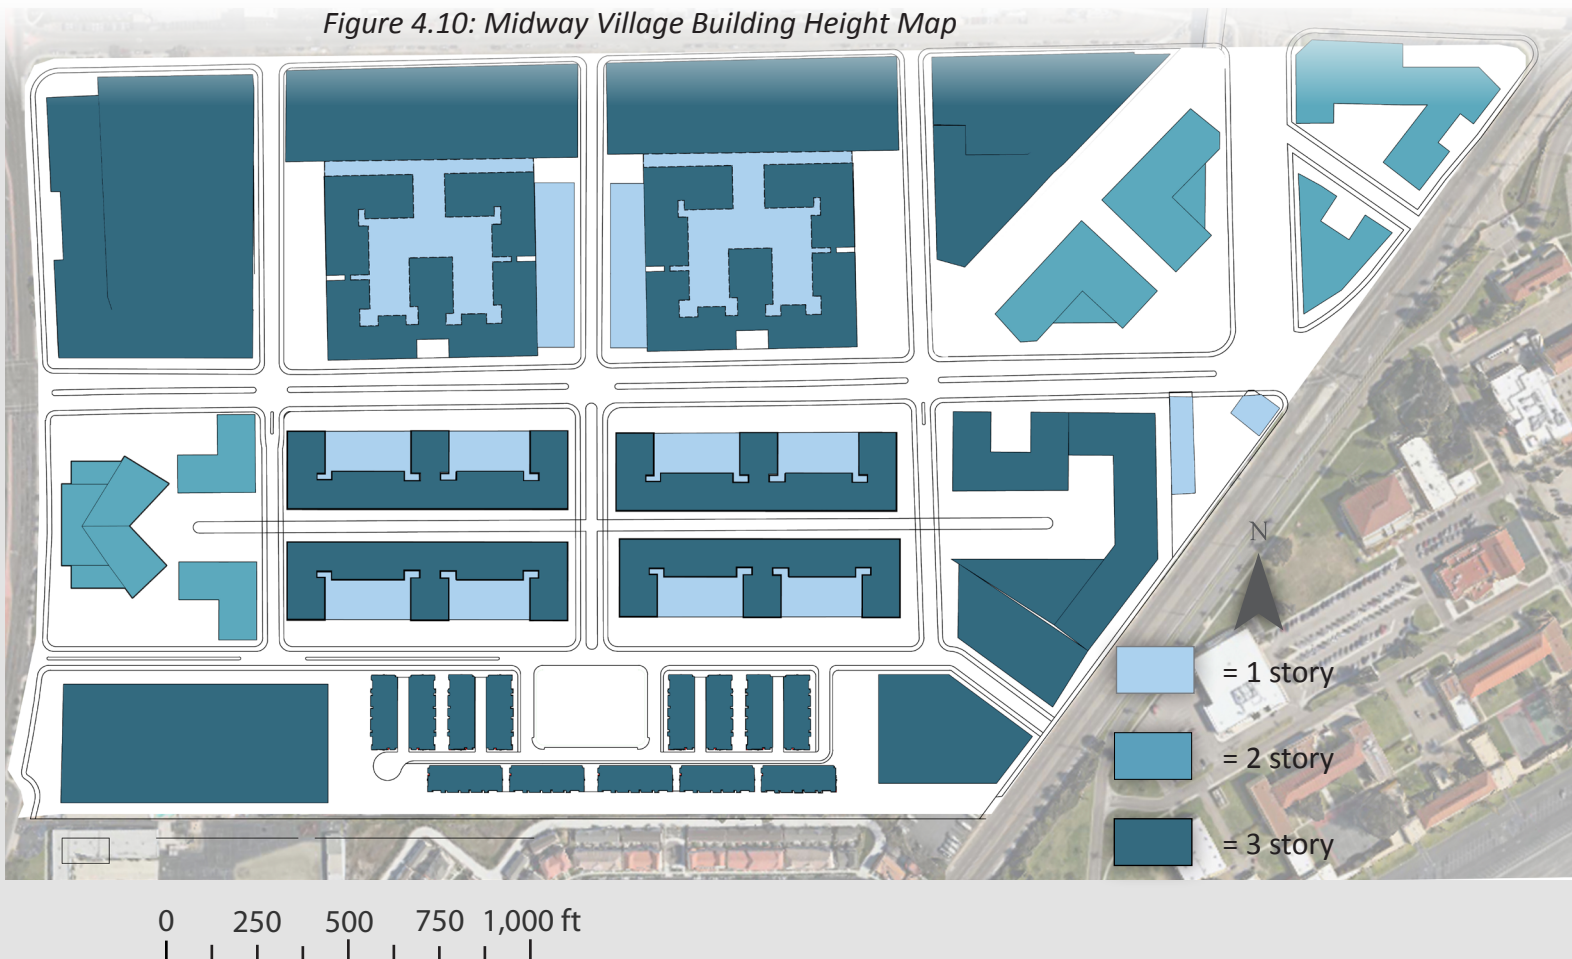 Figure 4.10: Midway Village Building Height Map
N
= 1 story
= 2 story
= 3 story
0 250 500 750 1,000 ft